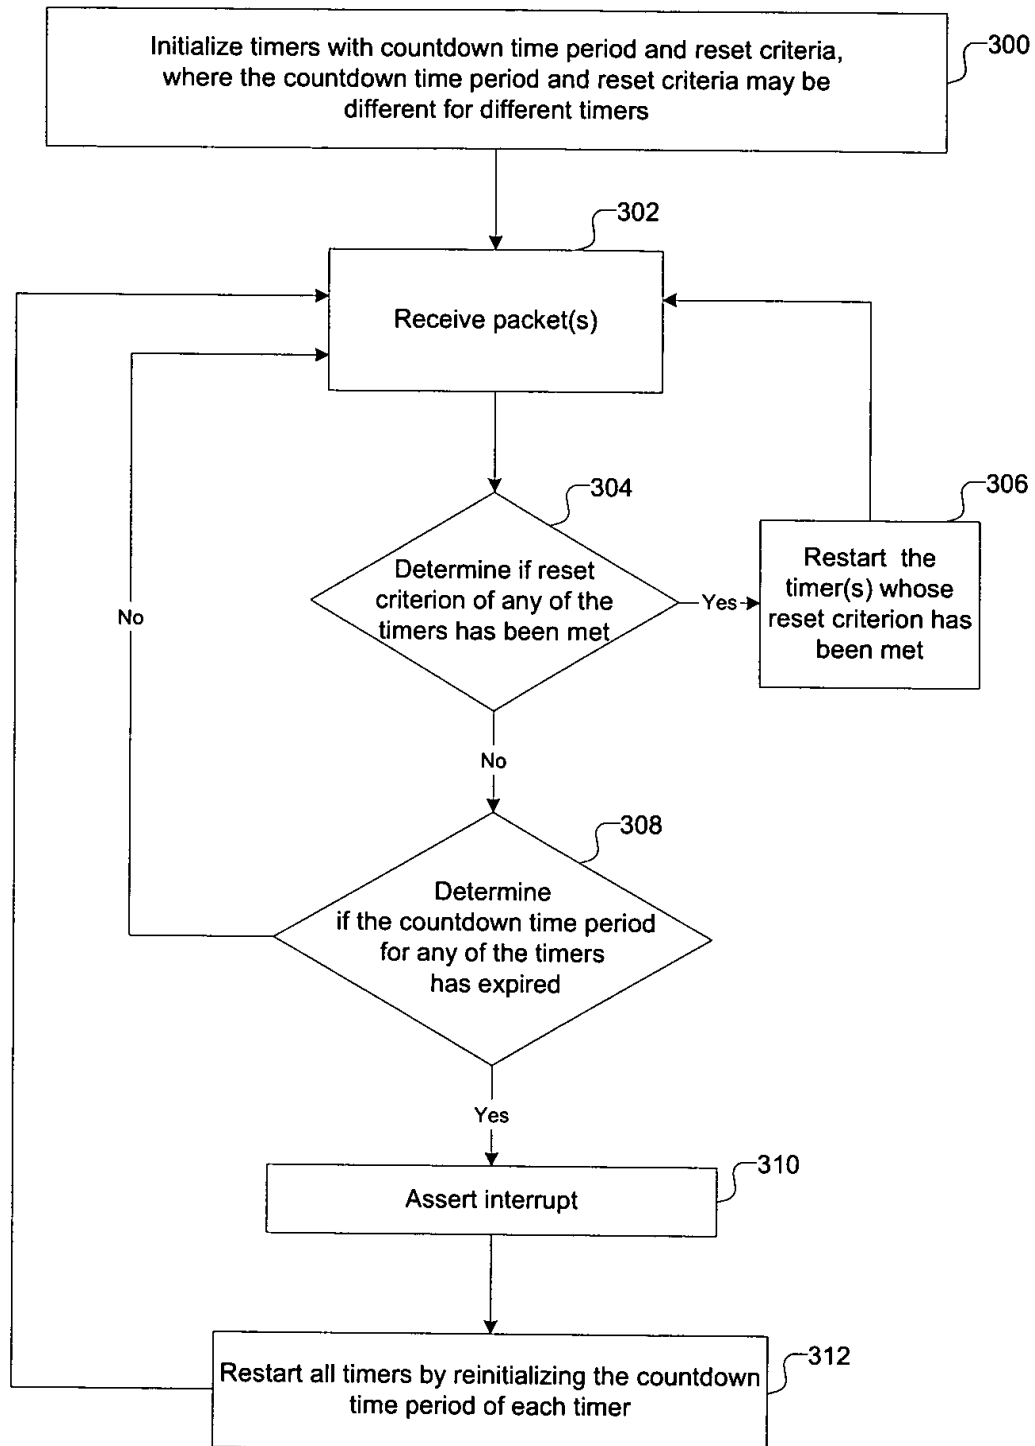 Initialize timers with countdown time period and reset criteria,
where the countdown time period and reset criteria may be
different for different timers
300
302
Receive packet(s)
304
Determine if reset
criterion of any of the
timers has been met
Yes
306
Restart the
timer(s) whose
reset criterion has
been met
No
No
308
Determine
if the countdown time period
for any of the timers
has expired
Yes
310
Assert interrupt
312
Restart all timers by reinitializing the countdown
time period of each timer